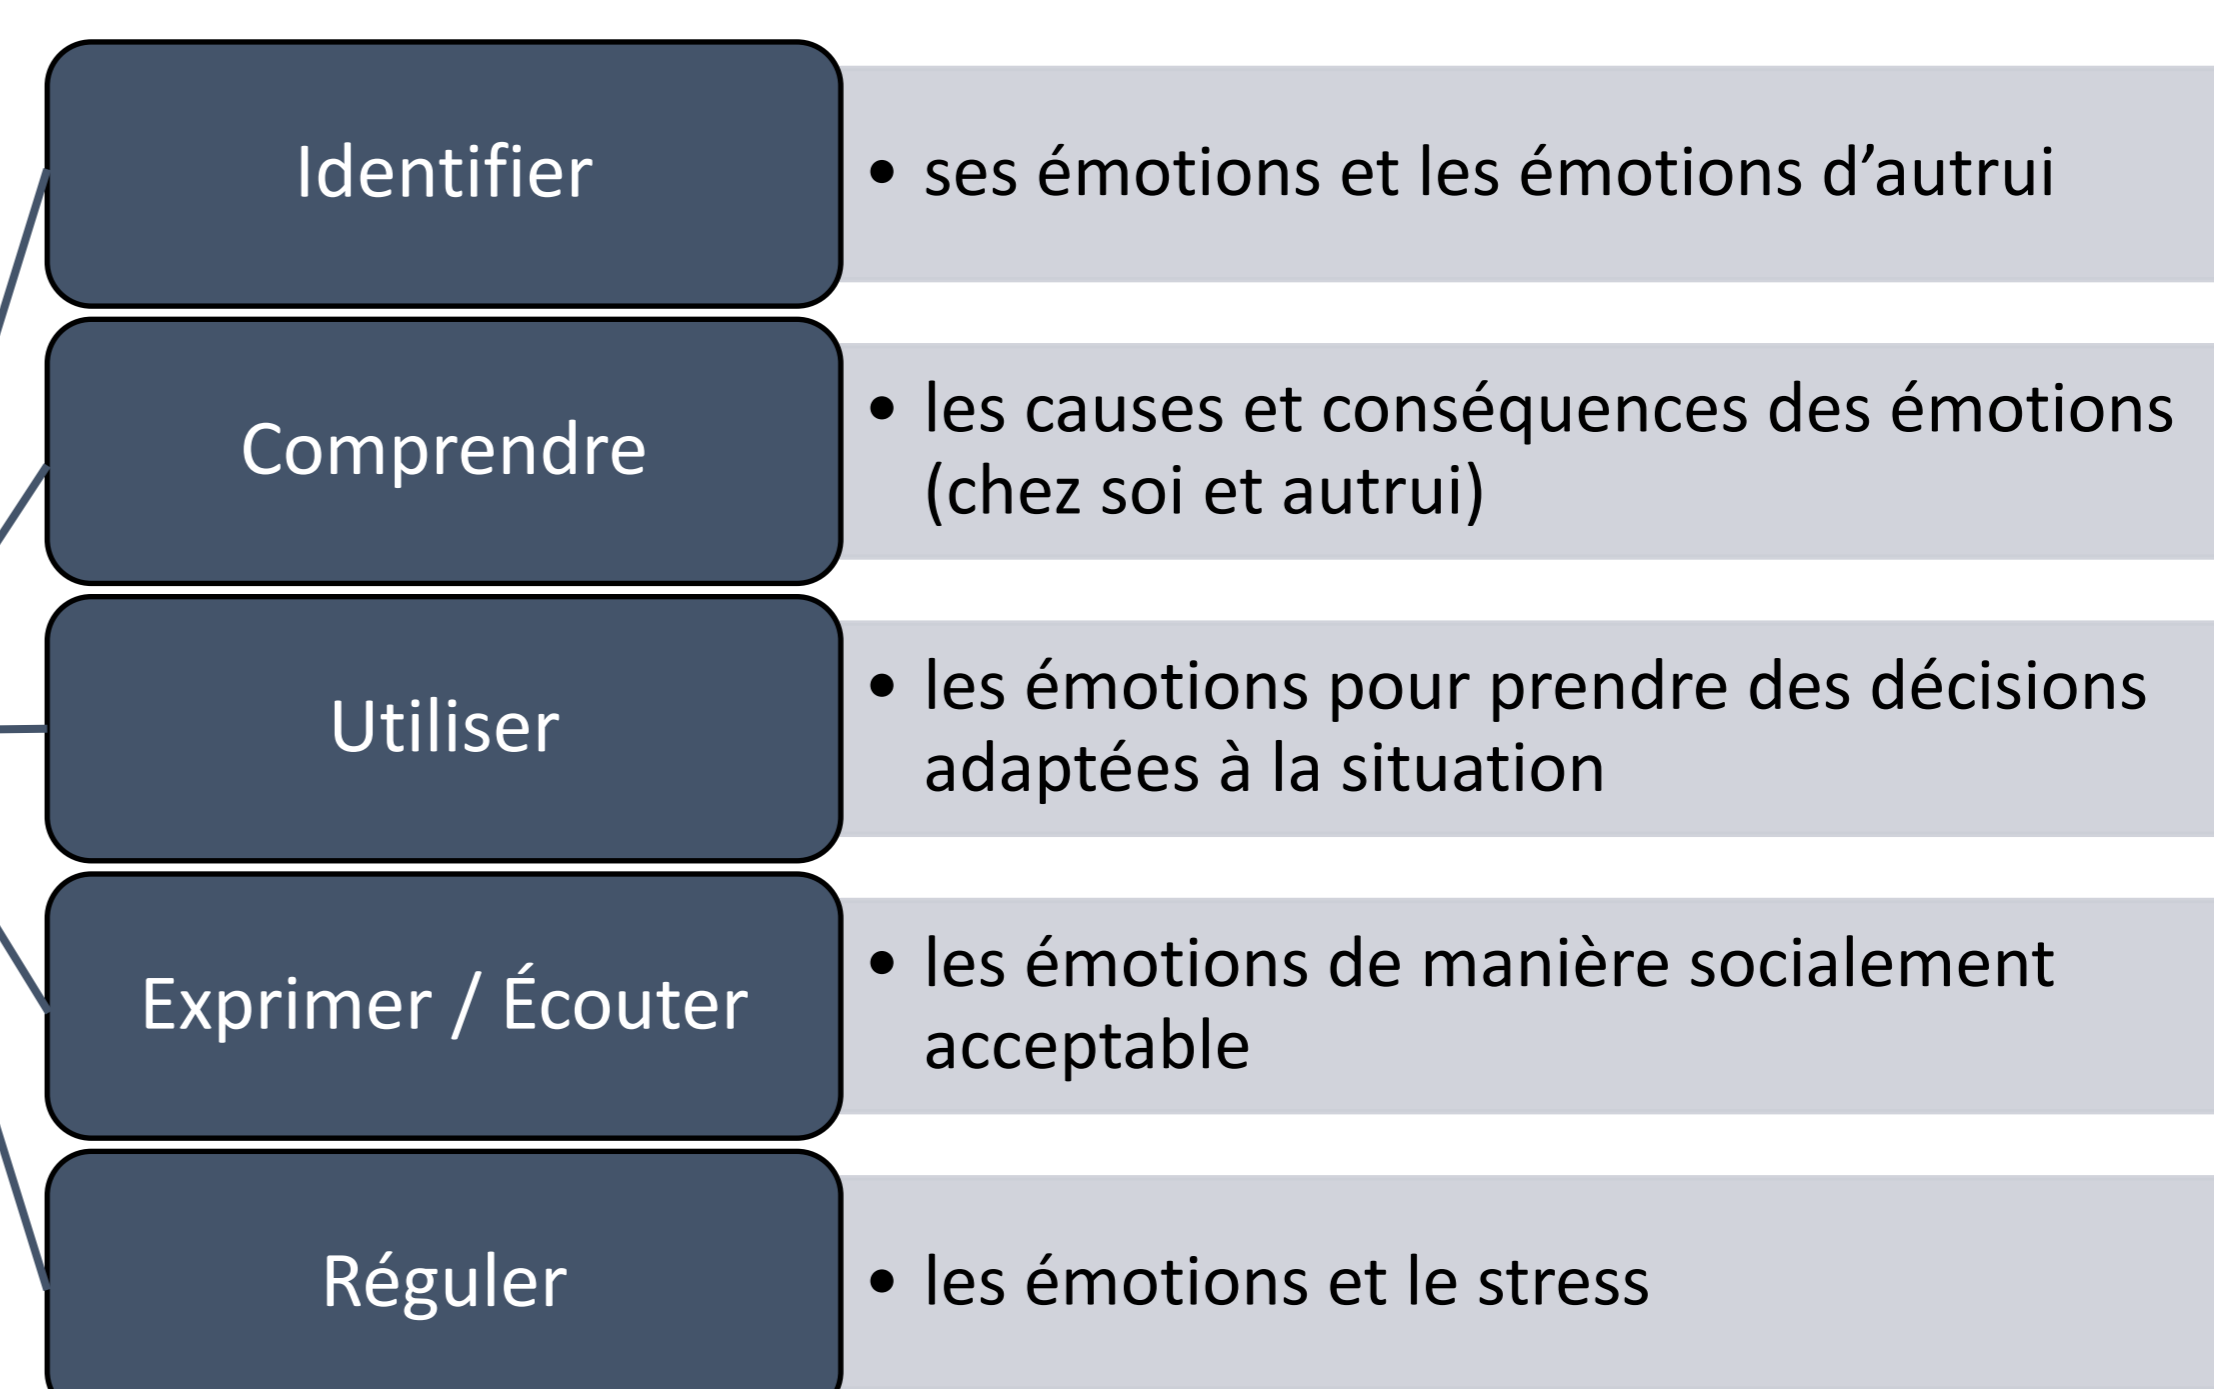 Identifier
• ses émotions et les émotions d’autrui
Comprendre
• les causes et conséquences des émotions
(chez soi et autrui)
Utiliser
• les émotions pour prendre des décisions
adaptées à la situation
Exprimer / Écouter
• les émotions de manière socialement
acceptable
Réguler
• les émotions et le stress